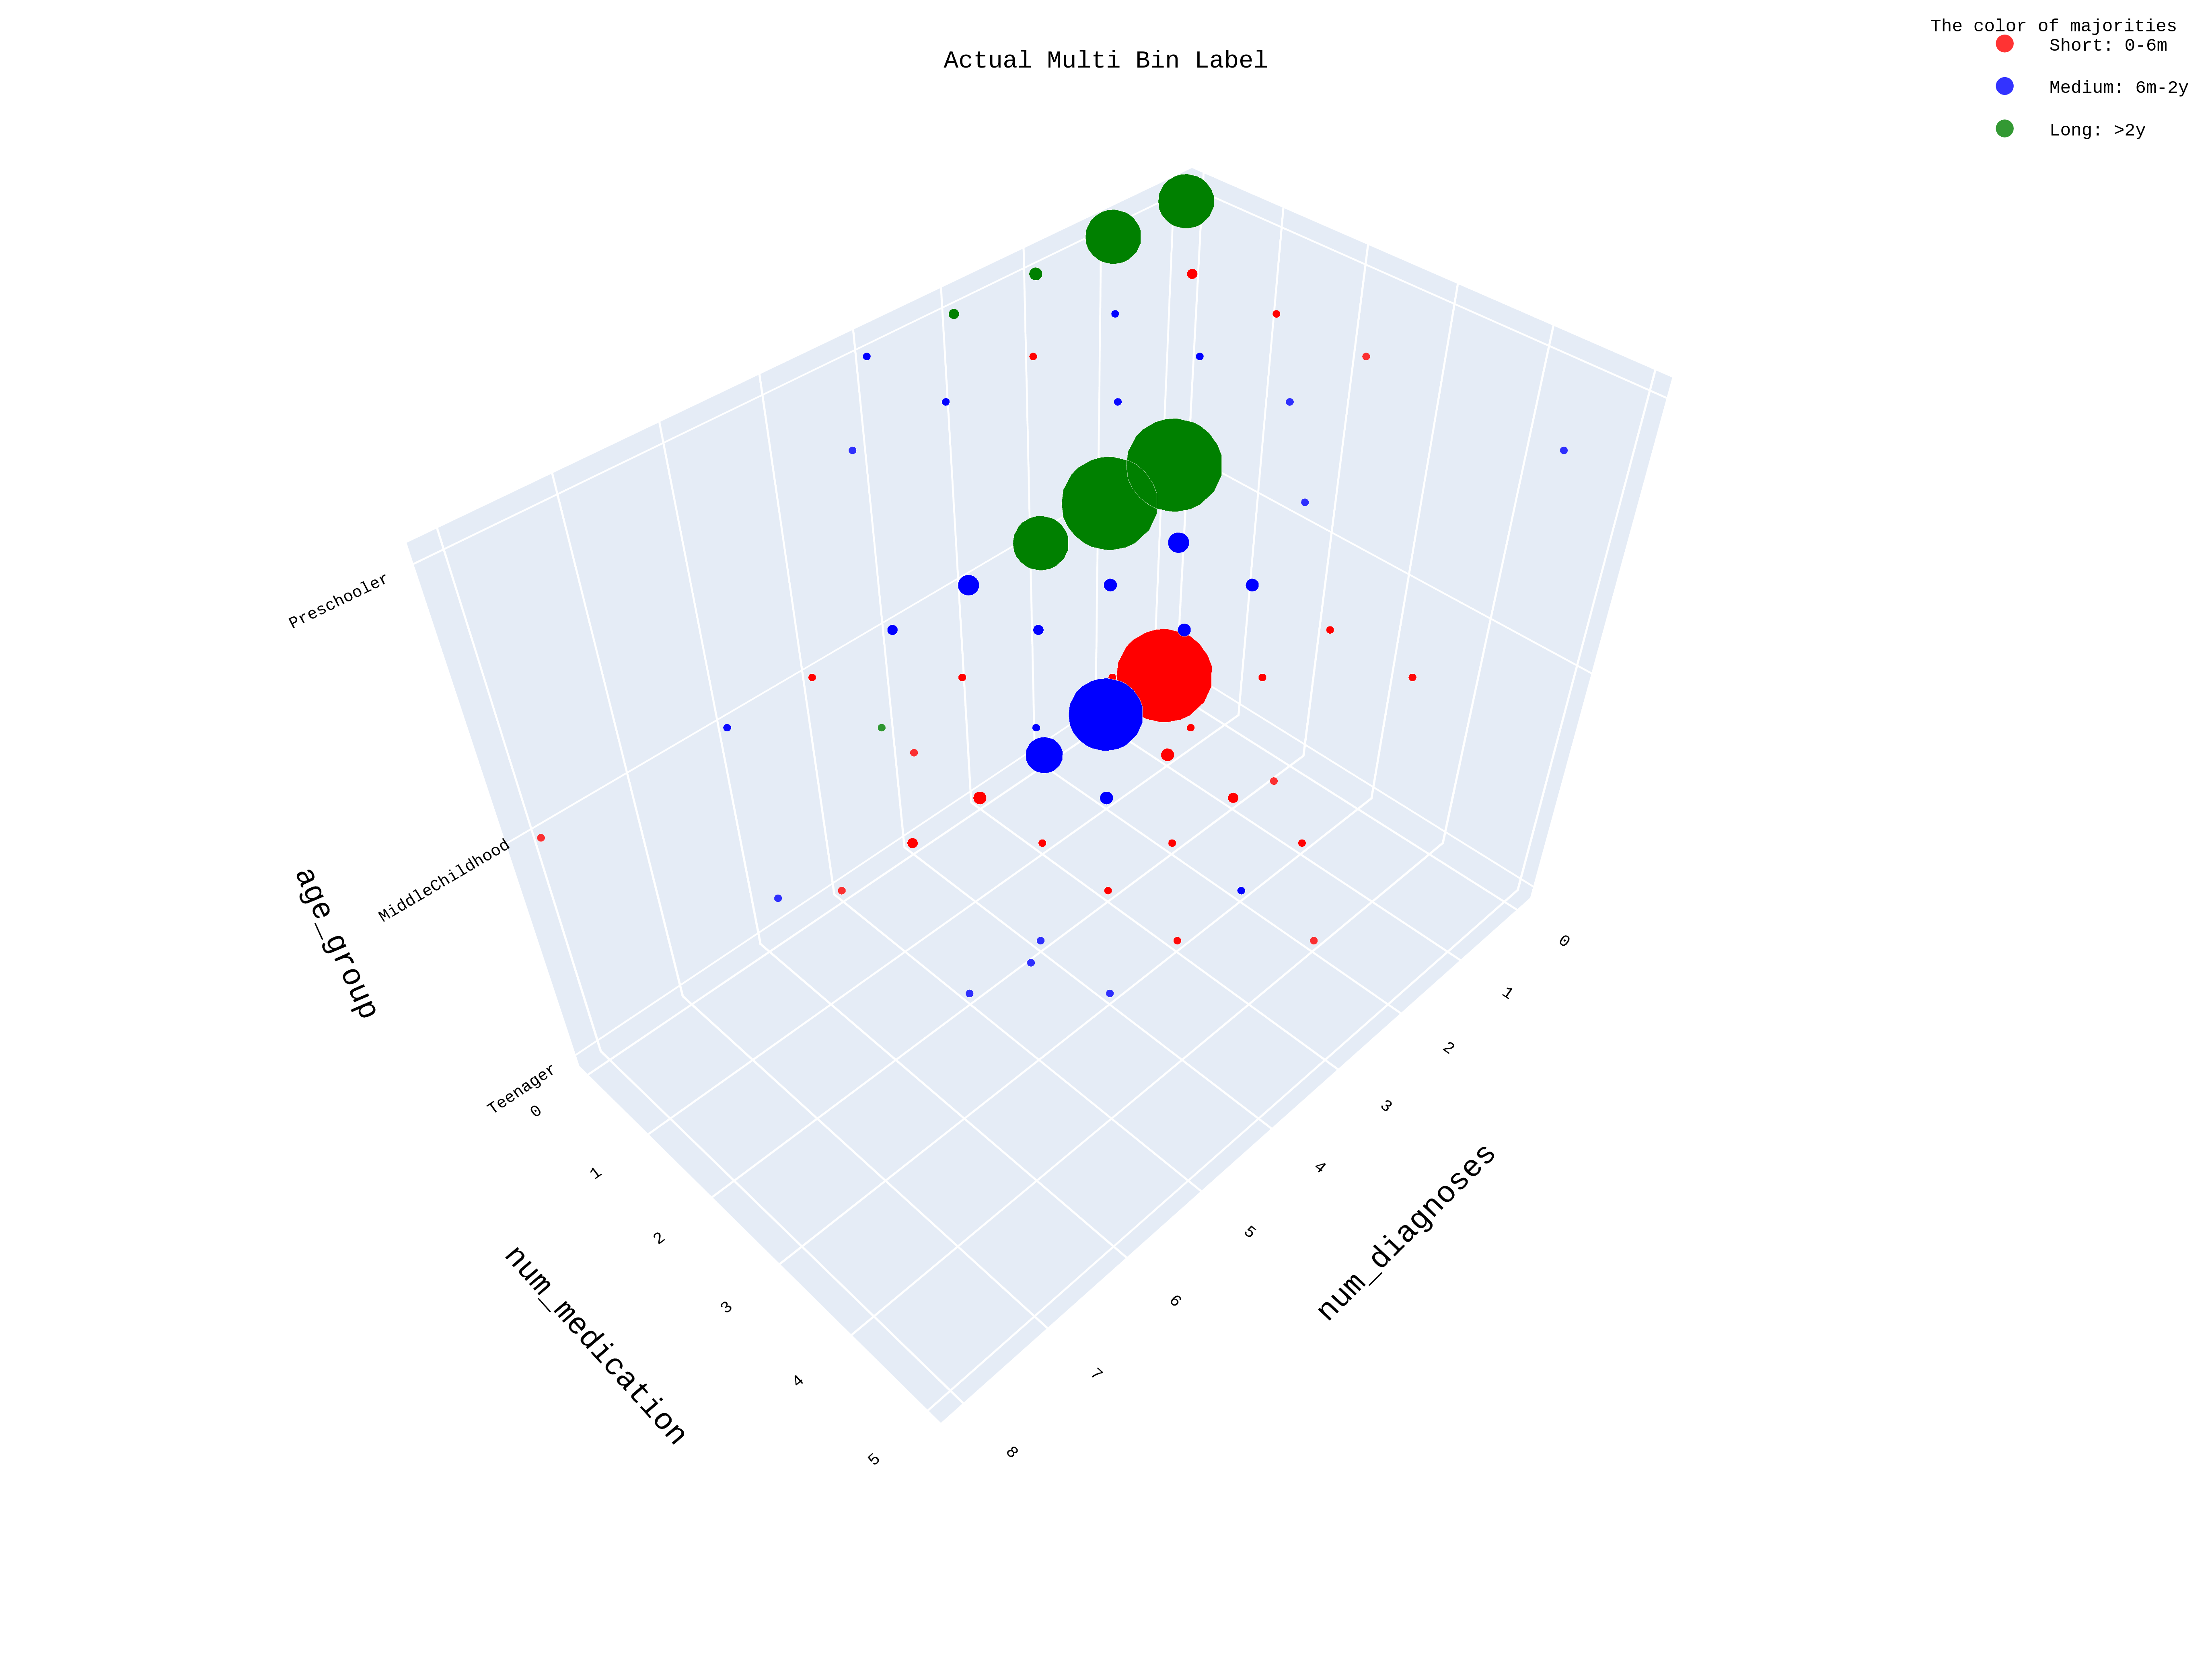 Actual Multi Bin Label
The color of majorities
Short: 0-6m
Medium: 6m-2y
Long: >2y
Preschooler
MiddleChildhood
Teenager
age_group
0
1
2
3
4
5
num_medication
0
1
2
3
4
5
6
7
8
num_diagnoses